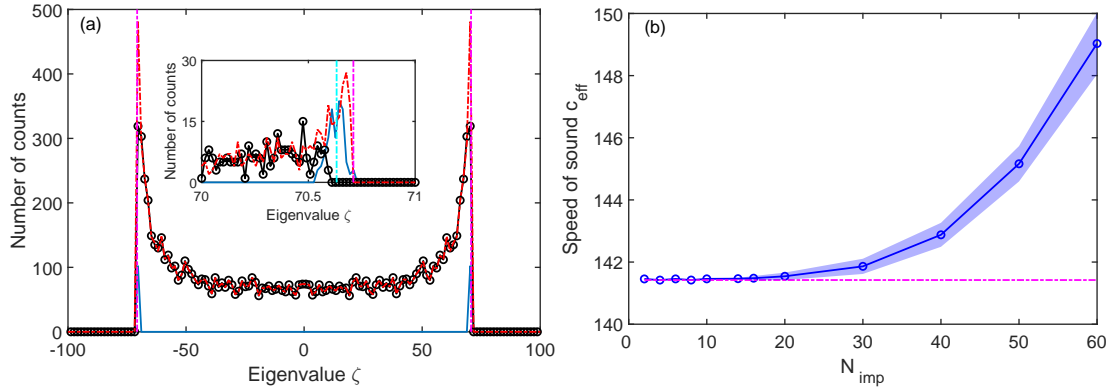 (a)
500
400
300
200
100
0
Number of counts
-100 -50 0 50 100
Eigenvalue ζ
30
15
0
Number of counts
70 70.5 71
Eigenvalue ζ
(b)
150
148
146
144
142
140
Speed of sound c_eff
0 10 20 30 40 50 60
N_imp